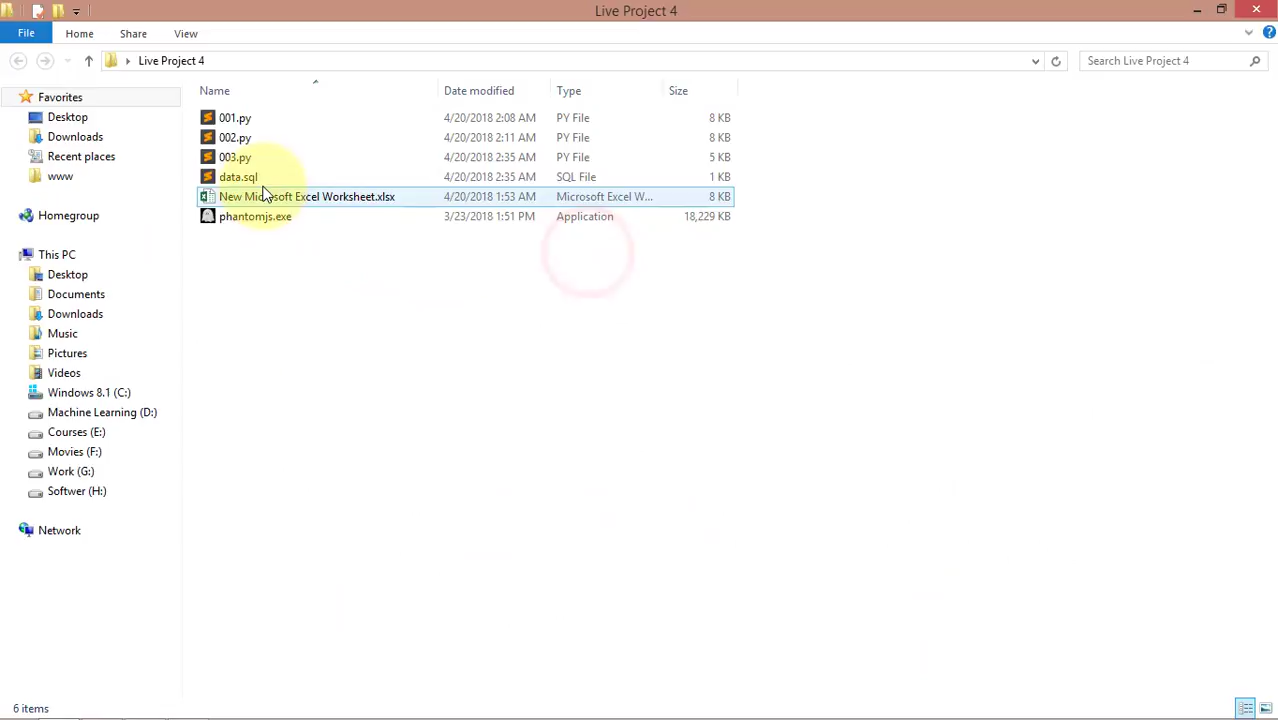 Live Project 4
File Home Share View
Live Project 4
Search Live Project 4
Name Date modified Type Size
Favorites
Desktop
Downloads
Recent places
www
Homegroup
This PC
Desktop
Documents
Downloads
Music
Pictures
Videos
Windows 8.1 (C:)
Machine Learning (D:)
Courses (E:)
Movies (F:)
Work (G:)
Softwer (H:)
Network
001.py 4/20/2018 2:08 AM PY File 8 KB
002.py 4/20/2018 2:11 AM PY File 8 KB
003.py 4/20/2018 2:35 AM PY File 5 KB
data.sql 4/20/2018 2:35 AM SQL File 1 KB
New Microsoft Excel Worksheet.xlsx 4/20/2018 1:53 AM Microsoft Excel W... 8 KB
phantomjs.exe 3/23/2018 1:51 PM Application 18,229 KB
6 items